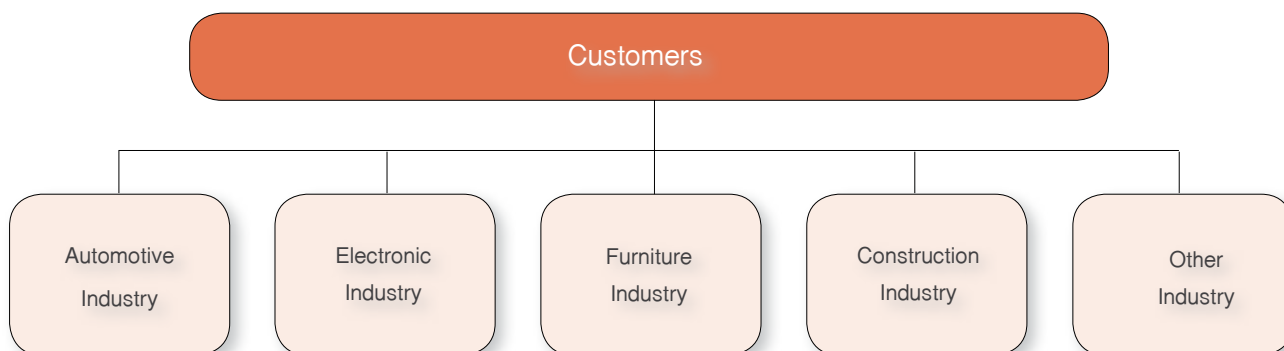 Customers
Automotive
Industry
Electronic
Industry
Furniture
Industry
Construction
Industry
Other
Industry